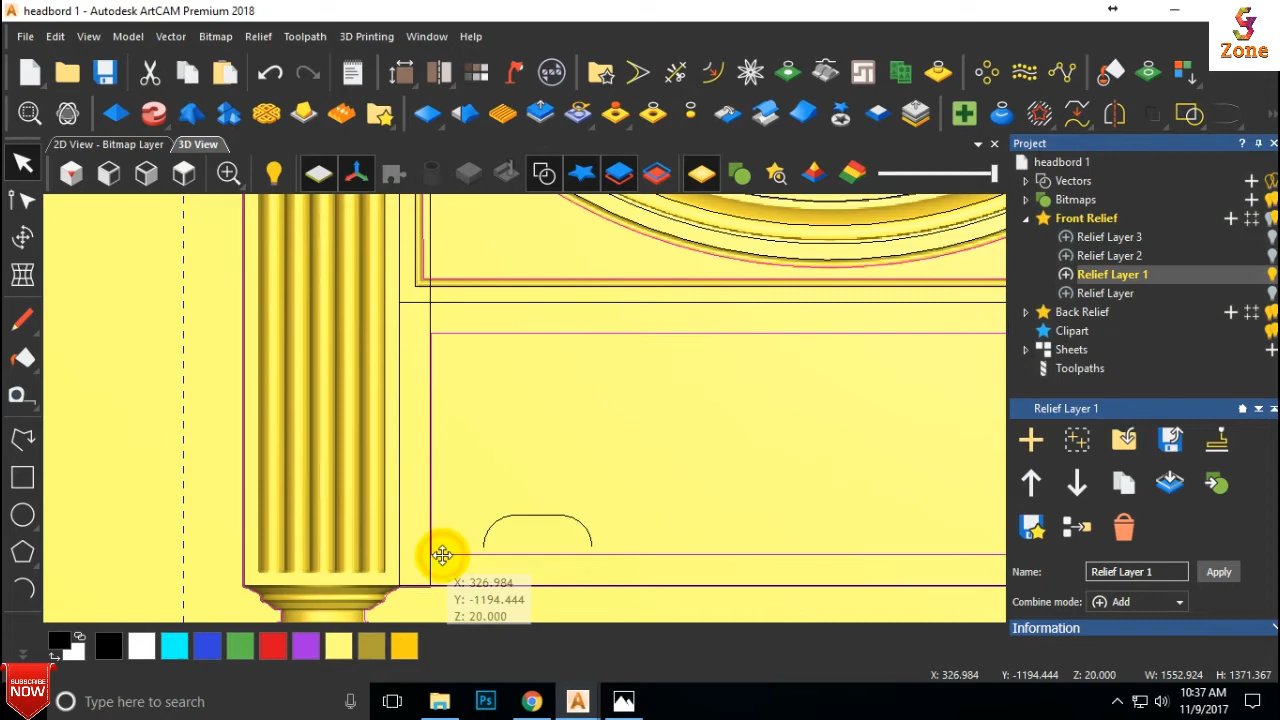 headbord 1 - Autodesk ArtCAM Premium 2018
Zone
File Edit View Model Vector Bitmap Relief Toolpath 3D Printing Window Help
2D View - Bitmap Layer 3D View
Project
headbord 1
Vectors
Bitmaps
Front Relief
Relief Layer 3
Relief Layer 2
Relief Layer 1
Relief Layer
Back Relief
Clipart
Sheets
Toolpaths
Relief Layer 1
Name: Relief Layer 1 Apply
Combine mode: Add
Information
X: 326.984
Y: -1194.444
Z: 20.000
X: 326.984 Y: -1194.444 Z: 20.000 W: 1552.924 H: 1371.367
SUBSCRIBE
NOW
Type here to search
Ps
10:37 AM
11/9/2017